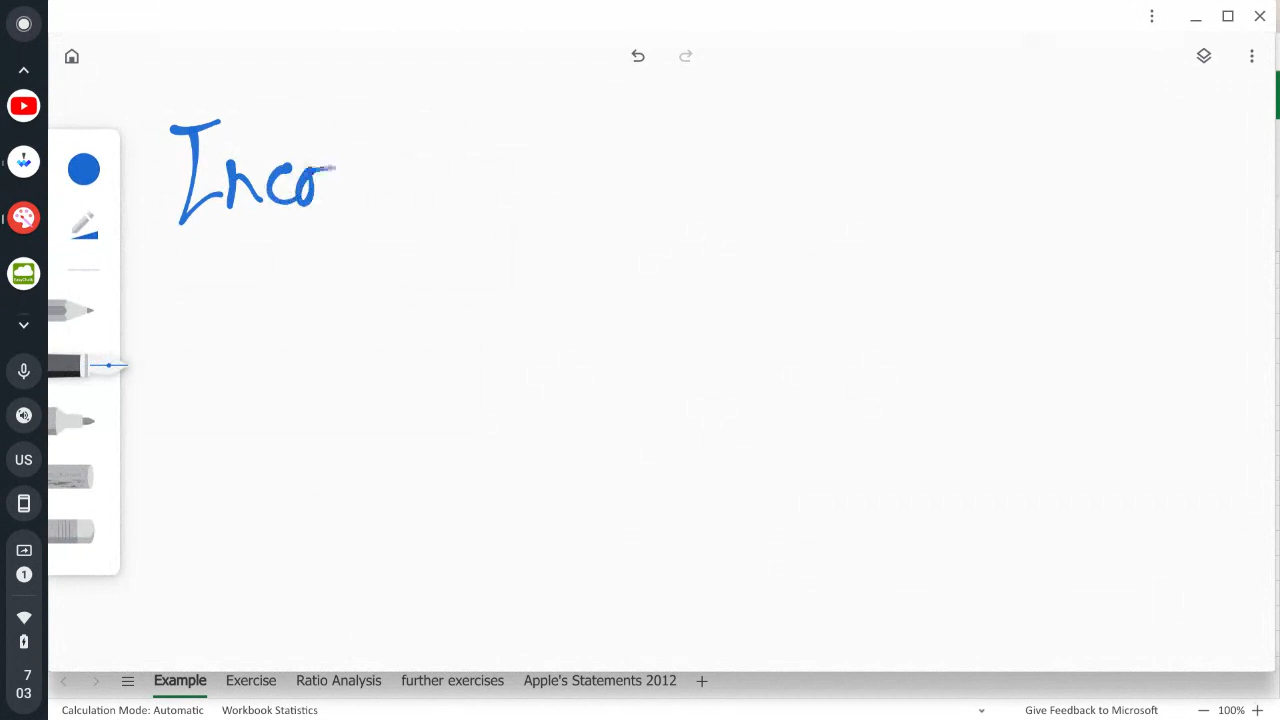 Inco
US
1
7
03
Example Exercise Ratio Analysis further exercises Apple's Statements 2012
Calculation Mode: Automatic Workbook Statistics Give Feedback to Microsoft 100%